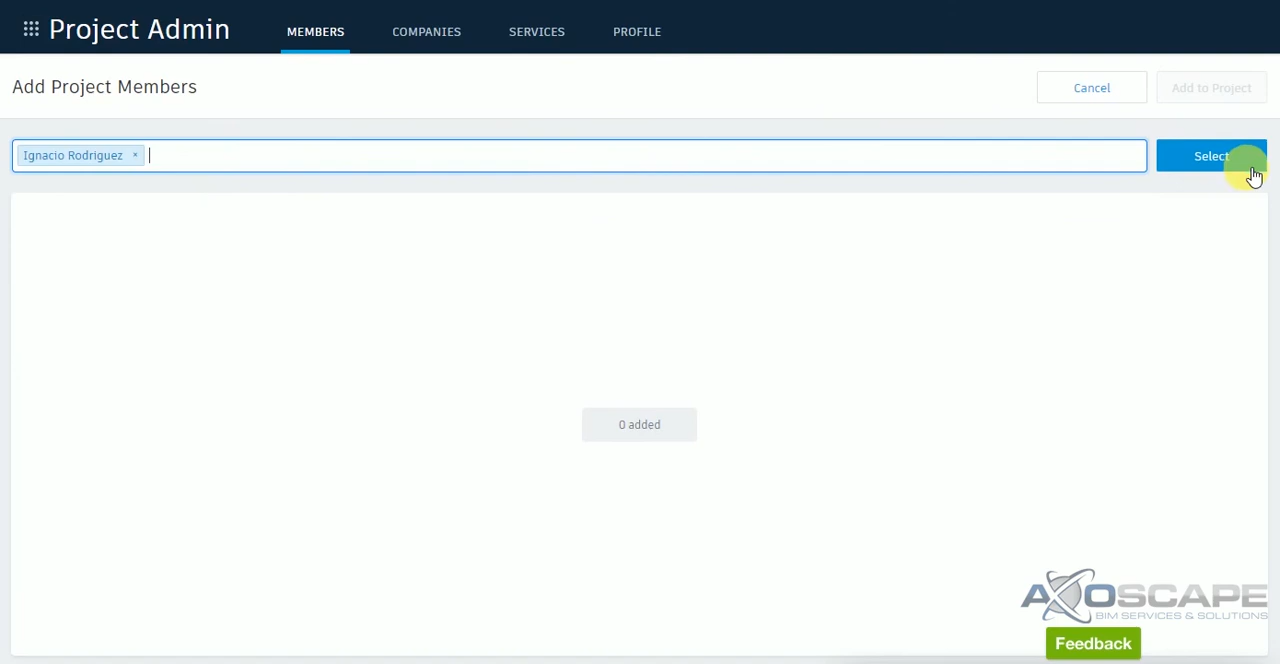 Project Admin
MEMBERS
COMPANIES
SERVICES
PROFILE
Add Project Members
Cancel
Add to Project
Ignacio Rodriguez ×
Select
0 added
AXOSCAPE
BIM SERVICES & SOLUTIONS
Feedback